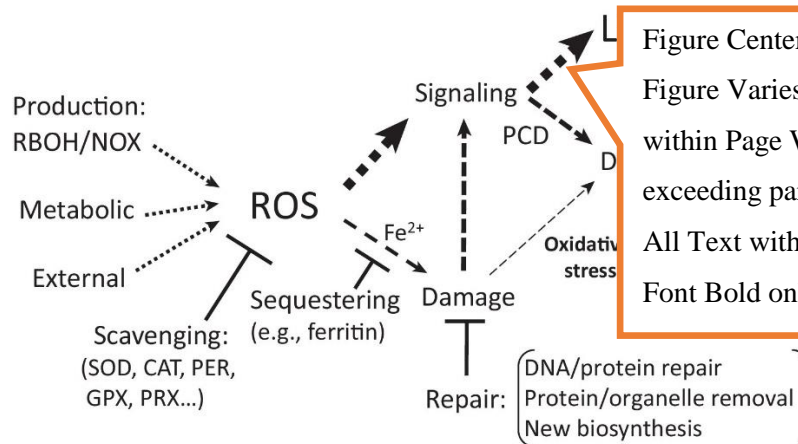 Production:
RBOH/NOX
Metabolic
External
ROS
Signaling
PCD
L
D
Fe²⁺
Oxidativ
stress
Damage
Sequestering
(e.g., ferritin)
Scavenging:
(SOD, CAT, PER,
GPX, PRX...)
Repair:
DNA/protein repair
Protein/organelle removal
New biosynthesis
Figure Center
Figure Varies
within Page W
exceeding pa
All Text with
Font Bold on